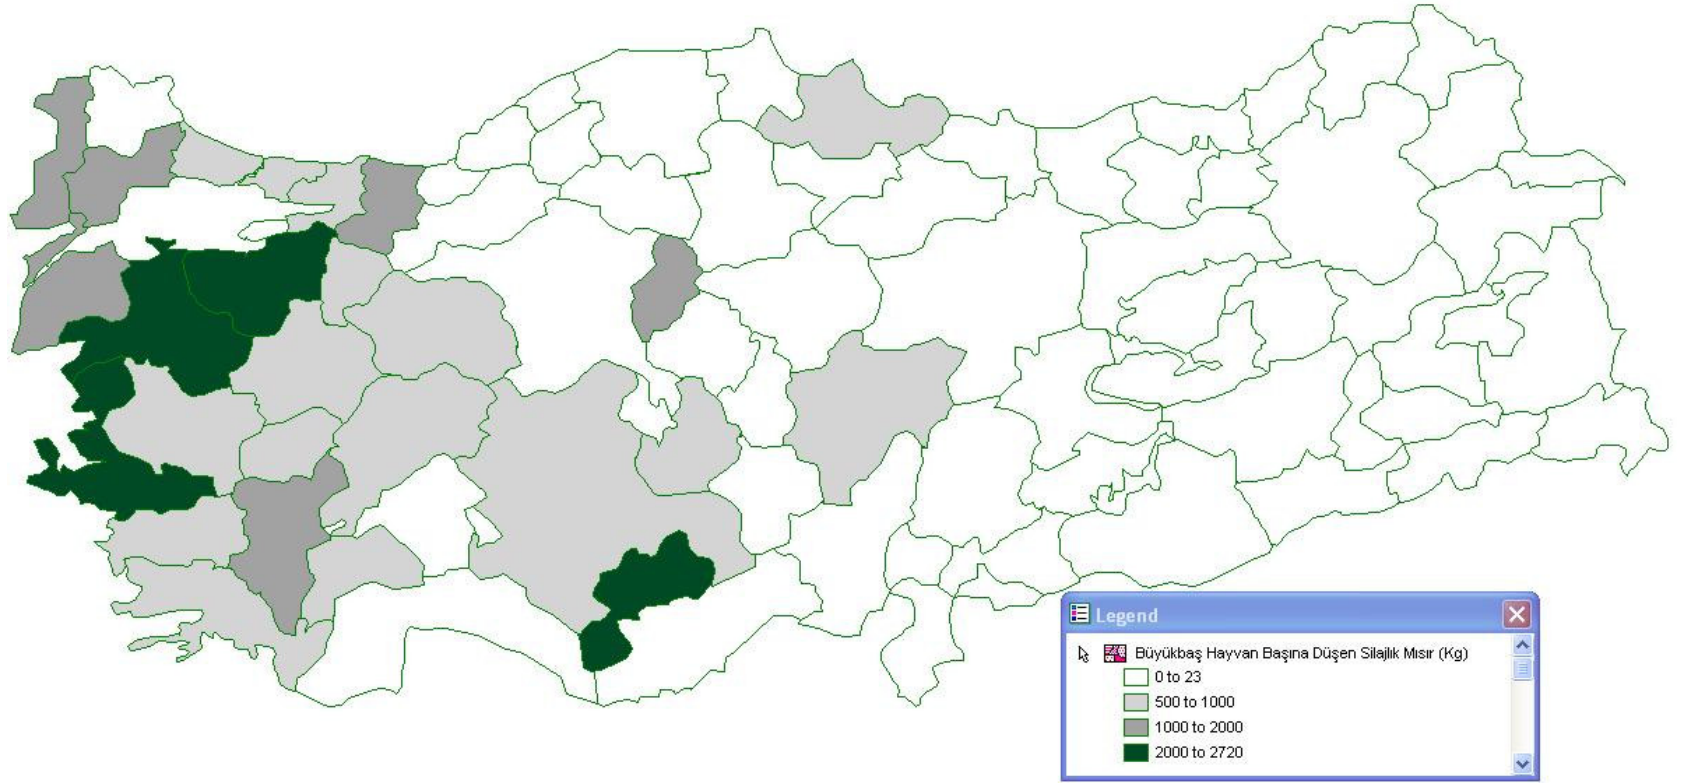 Legend
Büyükbaş Hayvan Başına Düşen Silajlık Mısır (Kg)
0 to 23
500 to 1000
1000 to 2000
2000 to 2720